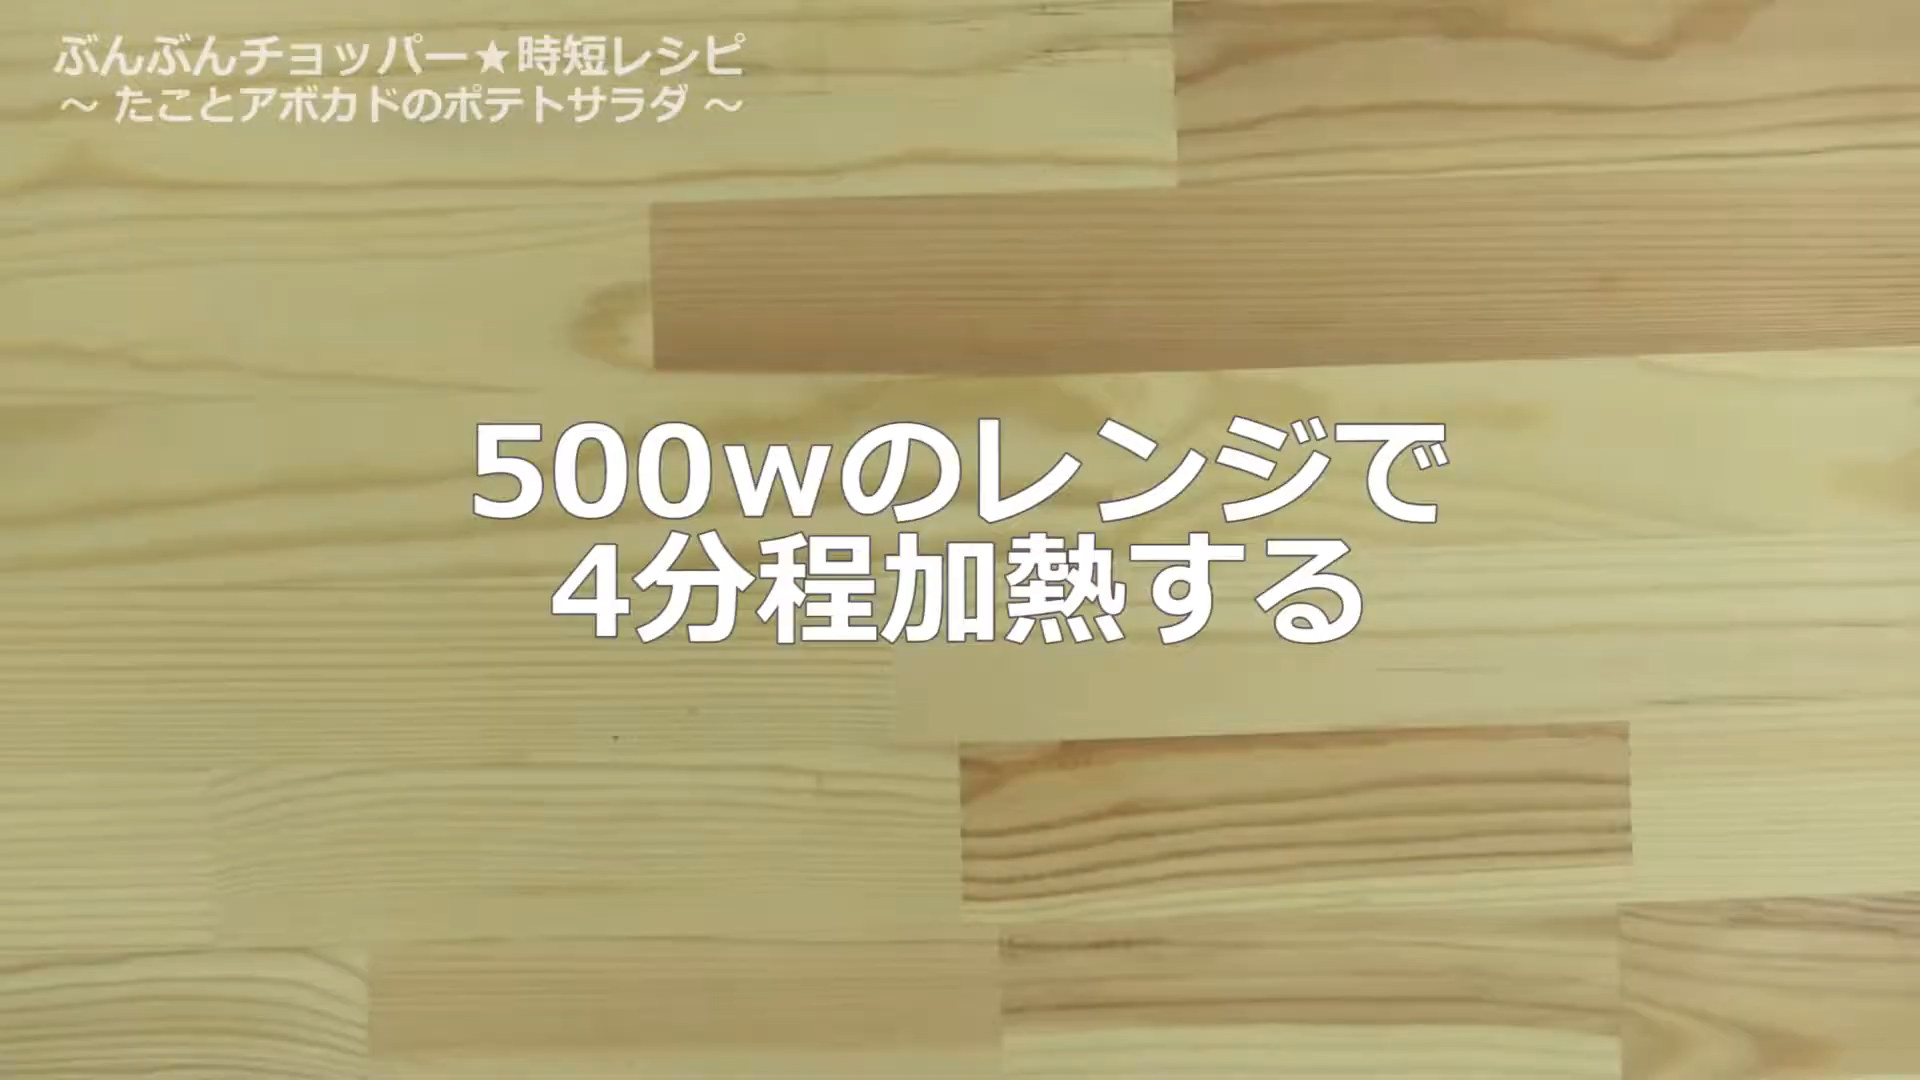 ぶんぶんチョッパー★時短レシピ
～ たことアボカドのポテトサラダ ～
500wのレンジで
4分程加熱する